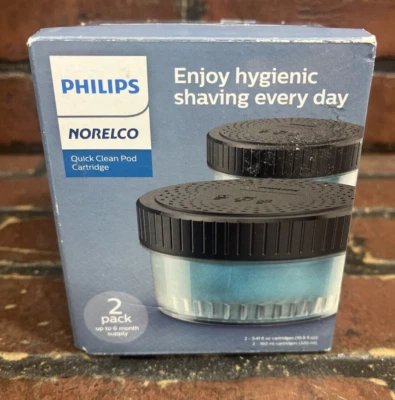 PHILIPS
NORELCO
Quick Clean Pod
Cartridge
Enjoy hygienic
shaving every day
2
pack
up to 6 month
supply